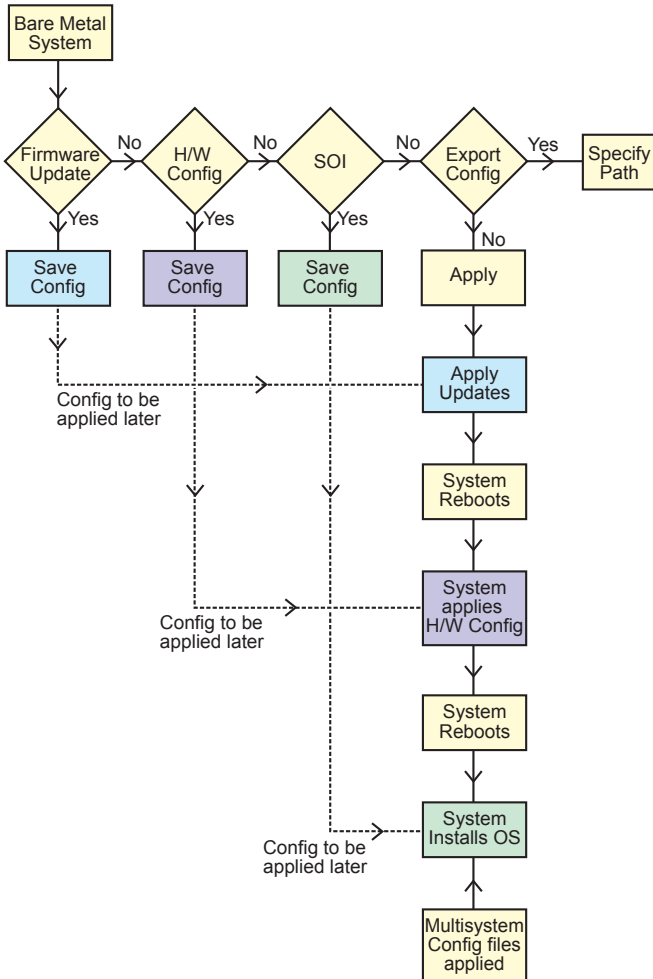 Bare Metal
System
Firmware
Update
No
H/W
Config
No
SOI
No
Export
Config
Yes
Specify
Path
Yes
Yes
Yes
No
Save
Config
Save
Config
Save
Config
Apply
Apply
Updates
Config to be
applied later
System
Reboots
System
applies
H/W Config
Config to be
applied later
System
Reboots
System
Installs OS
Config to be
applied later
Multisystem
Config files
applied